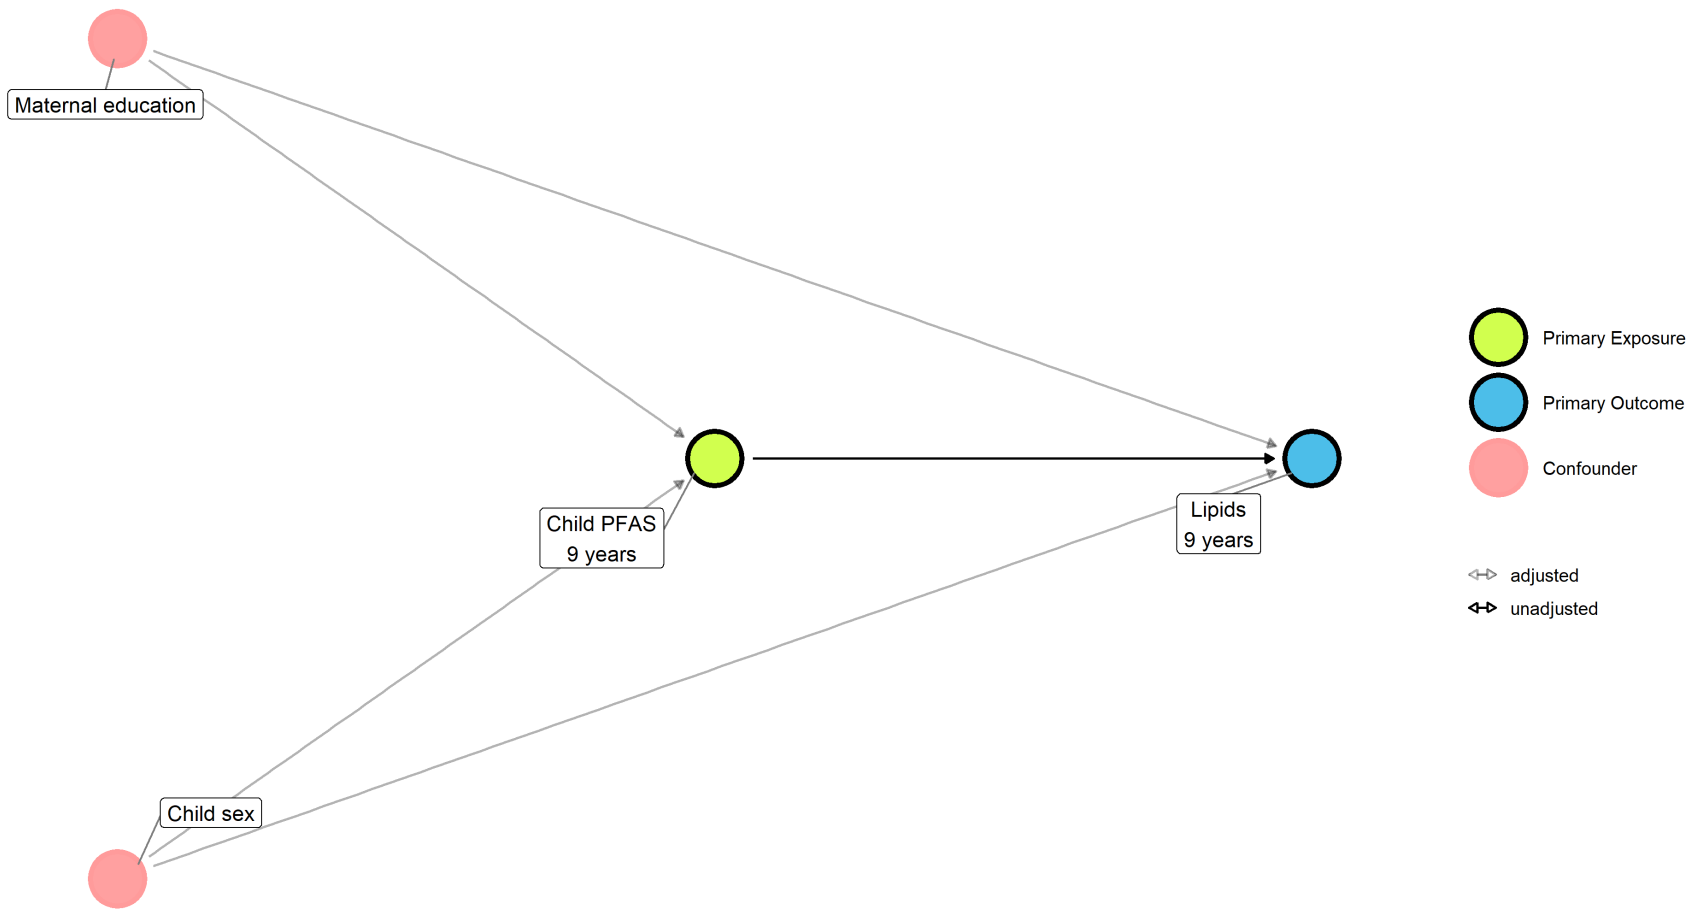 Maternal education
Primary Exposure
Primary Outcome
Confounder
Child PFAS
9 years
Lipids
9 years
adjusted
unadjusted
Child sex